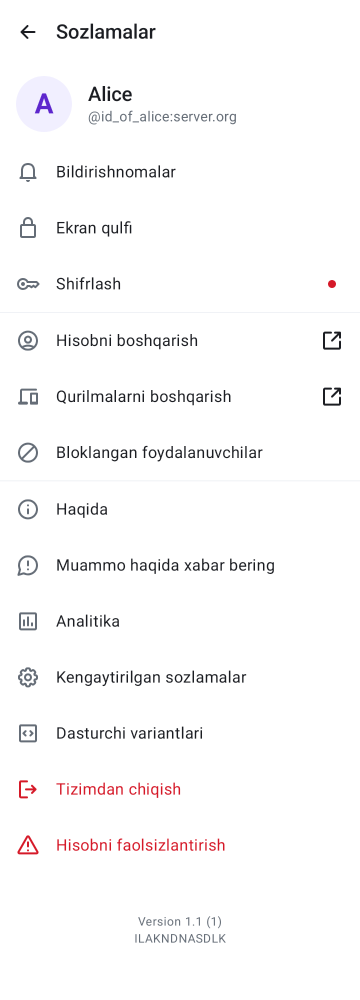 Sozlamalar
A
Alice
@id_of_alice:server.org
Bildirishnomalar
Ekran qulfi
Shifrlash
Hisobni boshqarish
Qurilmalarni boshqarish
Bloklangan foydalanuvchilar
Haqida
Muammo haqida xabar bering
Analitika
Kengaytirilgan sozlamalar
Dasturchi variantlari
Tizimdan chiqish
Hisobni faolsizlantirish
Version 1.1 (1)
ILAKNDNASDLK